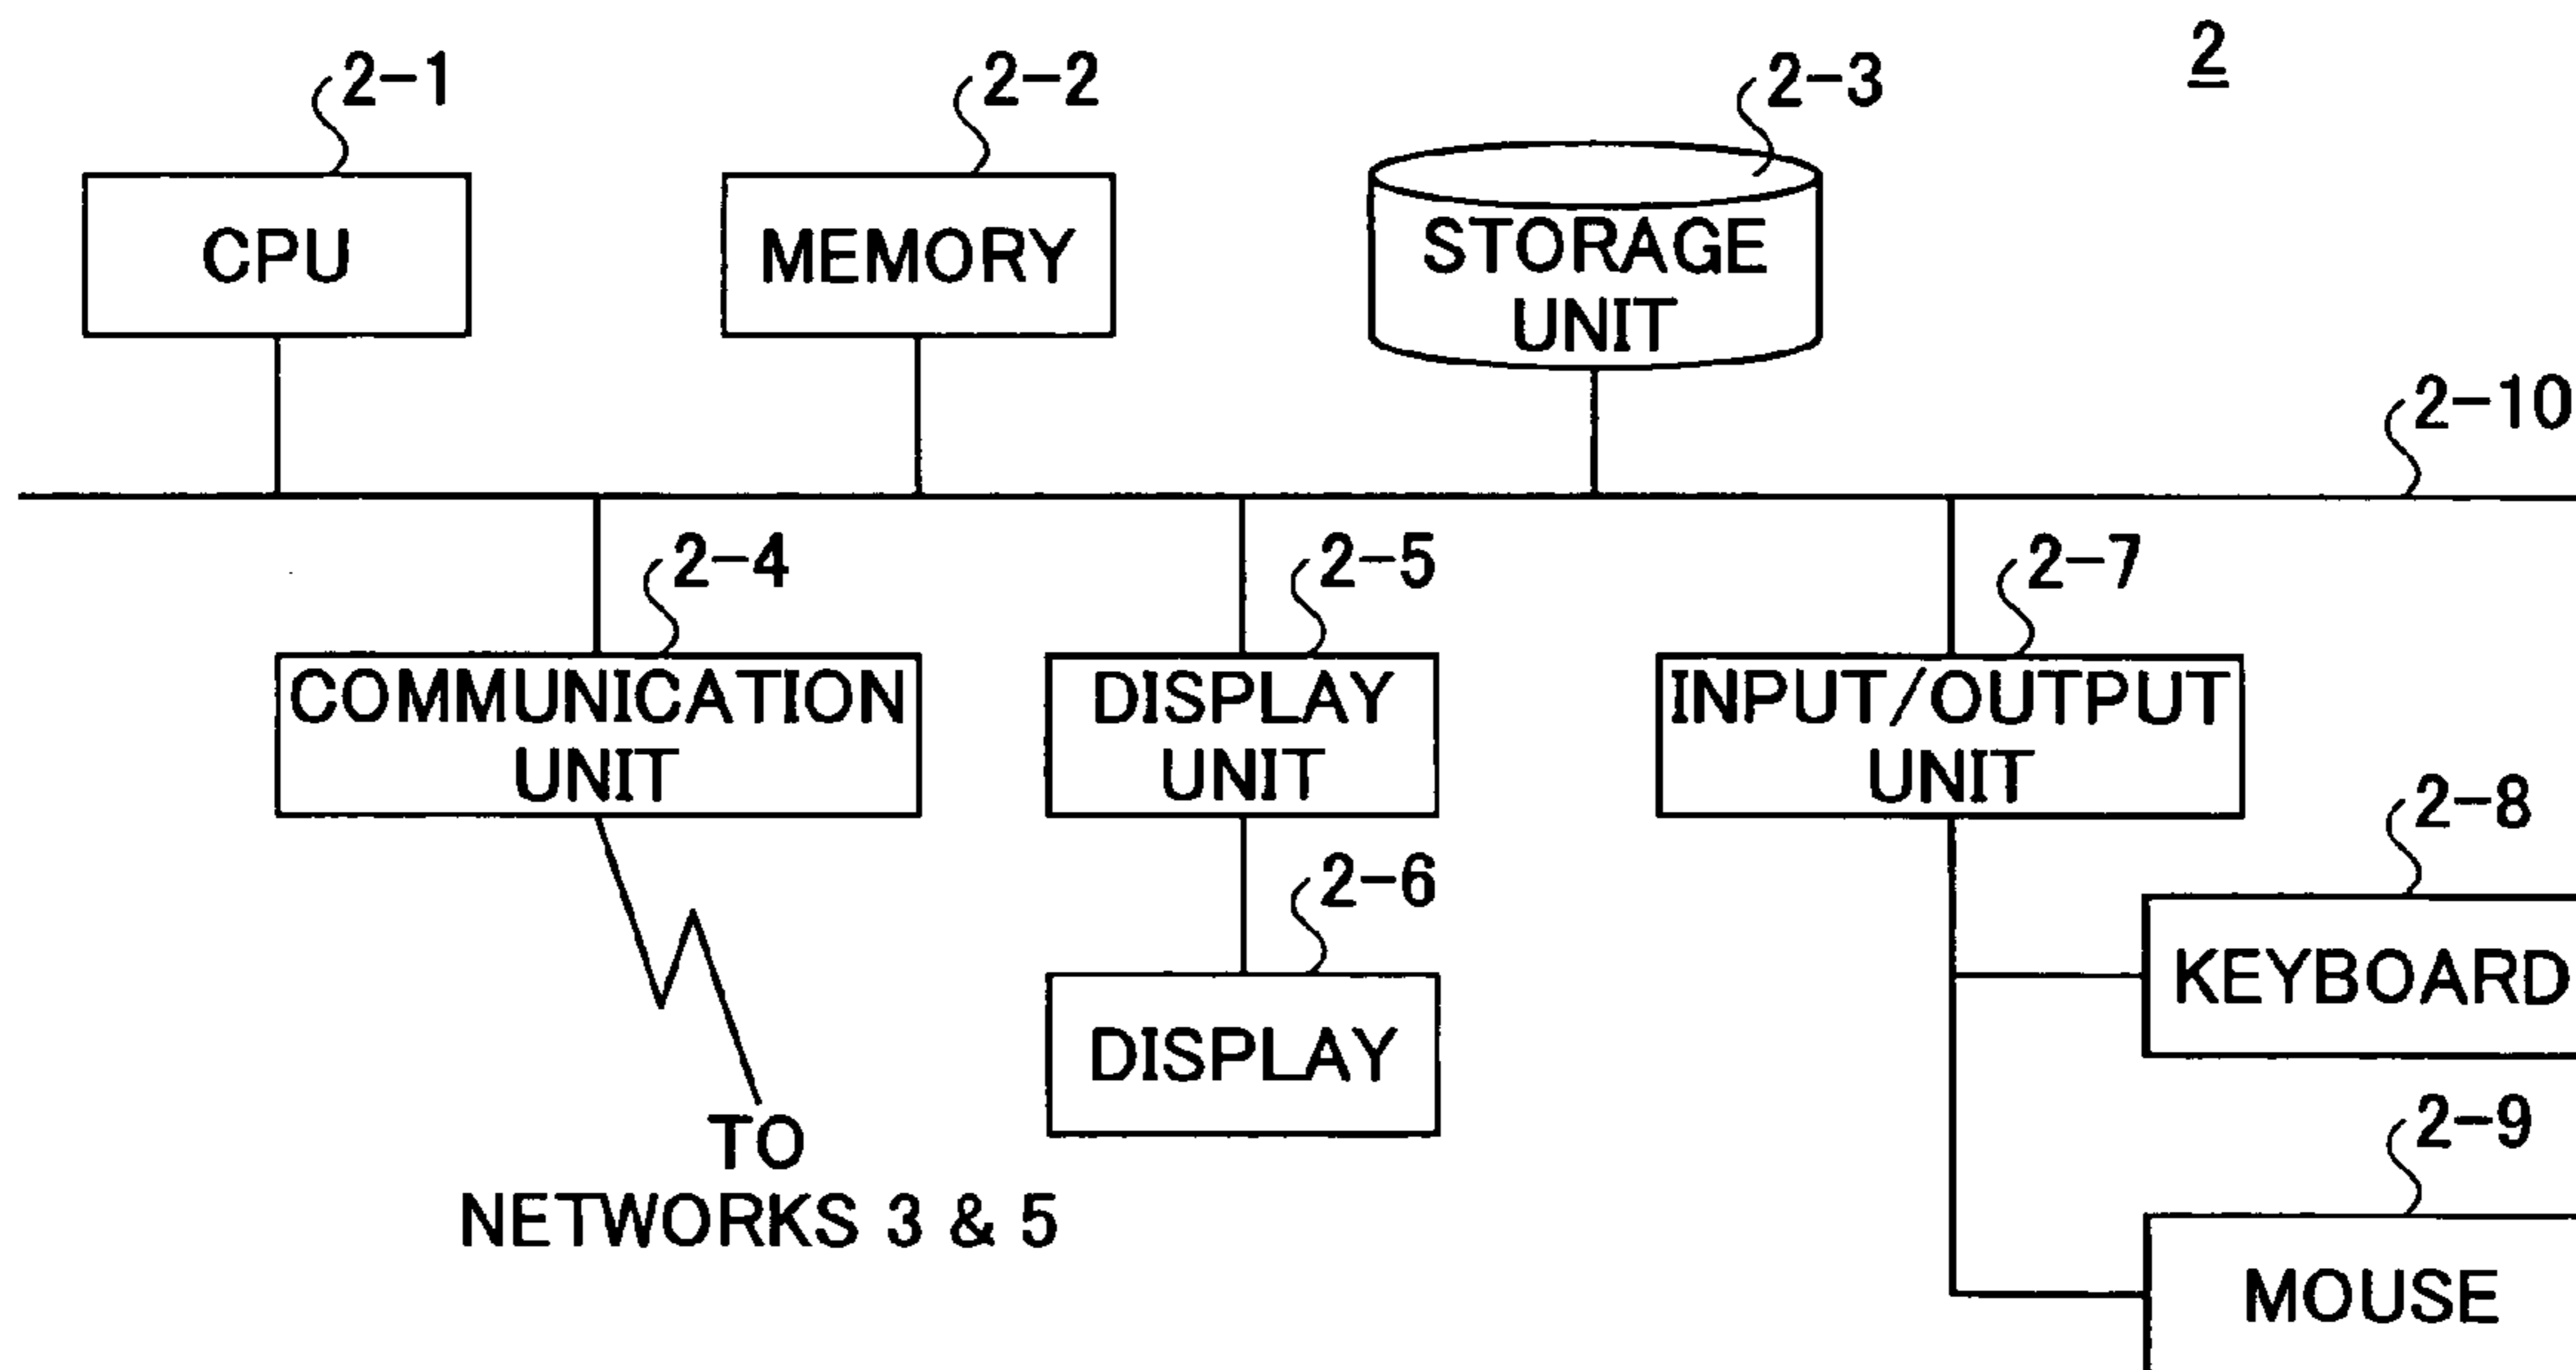 2
2-1
2-2
2-3
CPU
MEMORY
STORAGE
UNIT
2-10
2-4
2-5
2-7
COMMUNICATION
UNIT
DISPLAY
UNIT
INPUT/OUTPUT
UNIT
2-8
2-6
KEYBOARD
DISPLAY
2-9
TO
NETWORKS 3 & 5
MOUSE